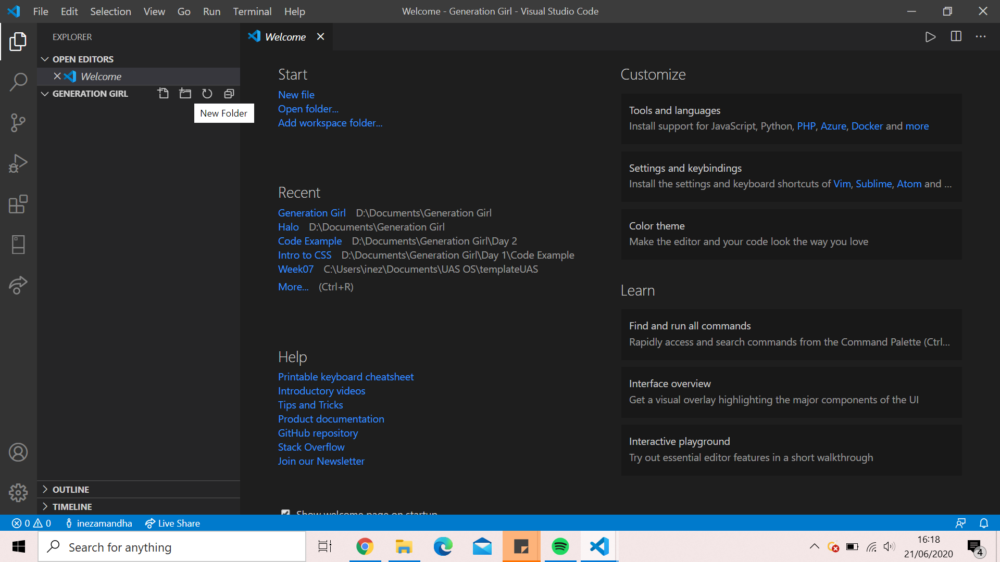 File Edit Selection View Go Run Terminal Help
Welcome - Generation Girl - Visual Studio Code
EXPLORER
OPEN EDITORS
Welcome
GENERATION GIRL
New Folder
Welcome
Start
New file
Open folder...
Add workspace folder...
Recent
Generation Girl D:\Documents\Generation Girl
Halo D:\Documents\Generation Girl
Code Example D:\Documents\Generation Girl\Day 2
Intro to CSS D:\Documents\Generation Girl\Day 1\Code Example
Week07 C:\Users\inez\Documents\UAS OS\templateUAS
More... (Ctrl+R)
Help
Printable keyboard cheatsheet
Introductory videos
Tips and Tricks
Product documentation
GitHub repository
Stack Overflow
Join our Newsletter
Show welcome page on startup
Customize
Tools and languages
Install support for JavaScript, Python, PHP, Azure, Docker and more
Settings and keybindings
Install the settings and keyboard shortcuts of Vim, Sublime, Atom and ...
Color theme
Make the editor and your code look the way you love
Learn
Find and run all commands
Rapidly access and search commands from the Command Palette (Ctrl...
Interface overview
Get a visual overlay highlighting the major components of the UI
Interactive playground
Try out essential editor features in a short walkthrough
OUTLINE
TIMELINE
0 0 inezamandha Live Share
Search for anything
16:18
21/06/2020
4